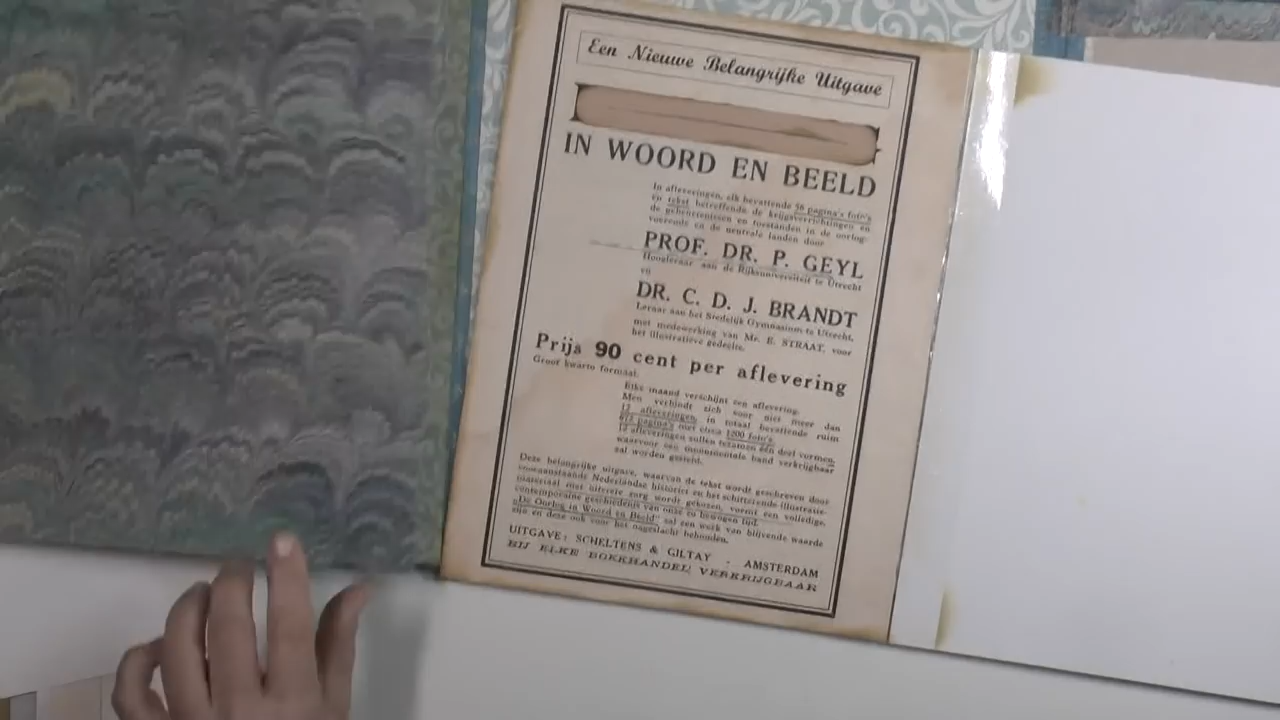 Een Nieuwe Belangrijke Uitgave
IN WOORD EN BEELD
In afleveringen, elk bevattende 56 pagina's foto's
en tekst betreffende de krijgsverrichtingen en
de gebeurtenissen en toestanden in de oorlog-
voerende en de neutrale landen door
PROF. DR. P. GEYL
Hoogleraar aan de Rijksuniversiteit te Utrecht
en
DR. C. D. J. BRANDT
Leraar aan het Stedelijk Gymnasium te Utrecht,
met medewerking van Mr. E. STRAAT, voor
het illustratieve gedeelte.
Prijs 90 cent per aflevering
Groot kwarto formaat.
Elke maand verschijnt een aflevering.
Men verbindt zich voor niet meer dan
12 afleveringen, in totaal bevattende ruim
672 pagina's met circa 1200 foto's.
12 afleveringen zullen tezamen één deel vormen,
waarvoor een monumentale band verkrijgbaar
zal worden gesteld.
Deze belangrijke uitgave, waarvan de tekst wordt geschreven door
vooraanstaande Nederlandse historici en het schitterende illustratie-
materiaal met uiterste zorg wordt gekozen, vormt een volledige,
contemporaine geschiedenis van onze zo bewogen tijd.
„De Oorlog in Woord en Beeld" zal een werk van blijvende waarde
zijn en deze ook voor het nageslacht behouden.
UITGAVE: SCHELTENS & GILTAY - AMSTERDAM
BIJ ELKE BOEKHANDEL VERKRIJGBAAR